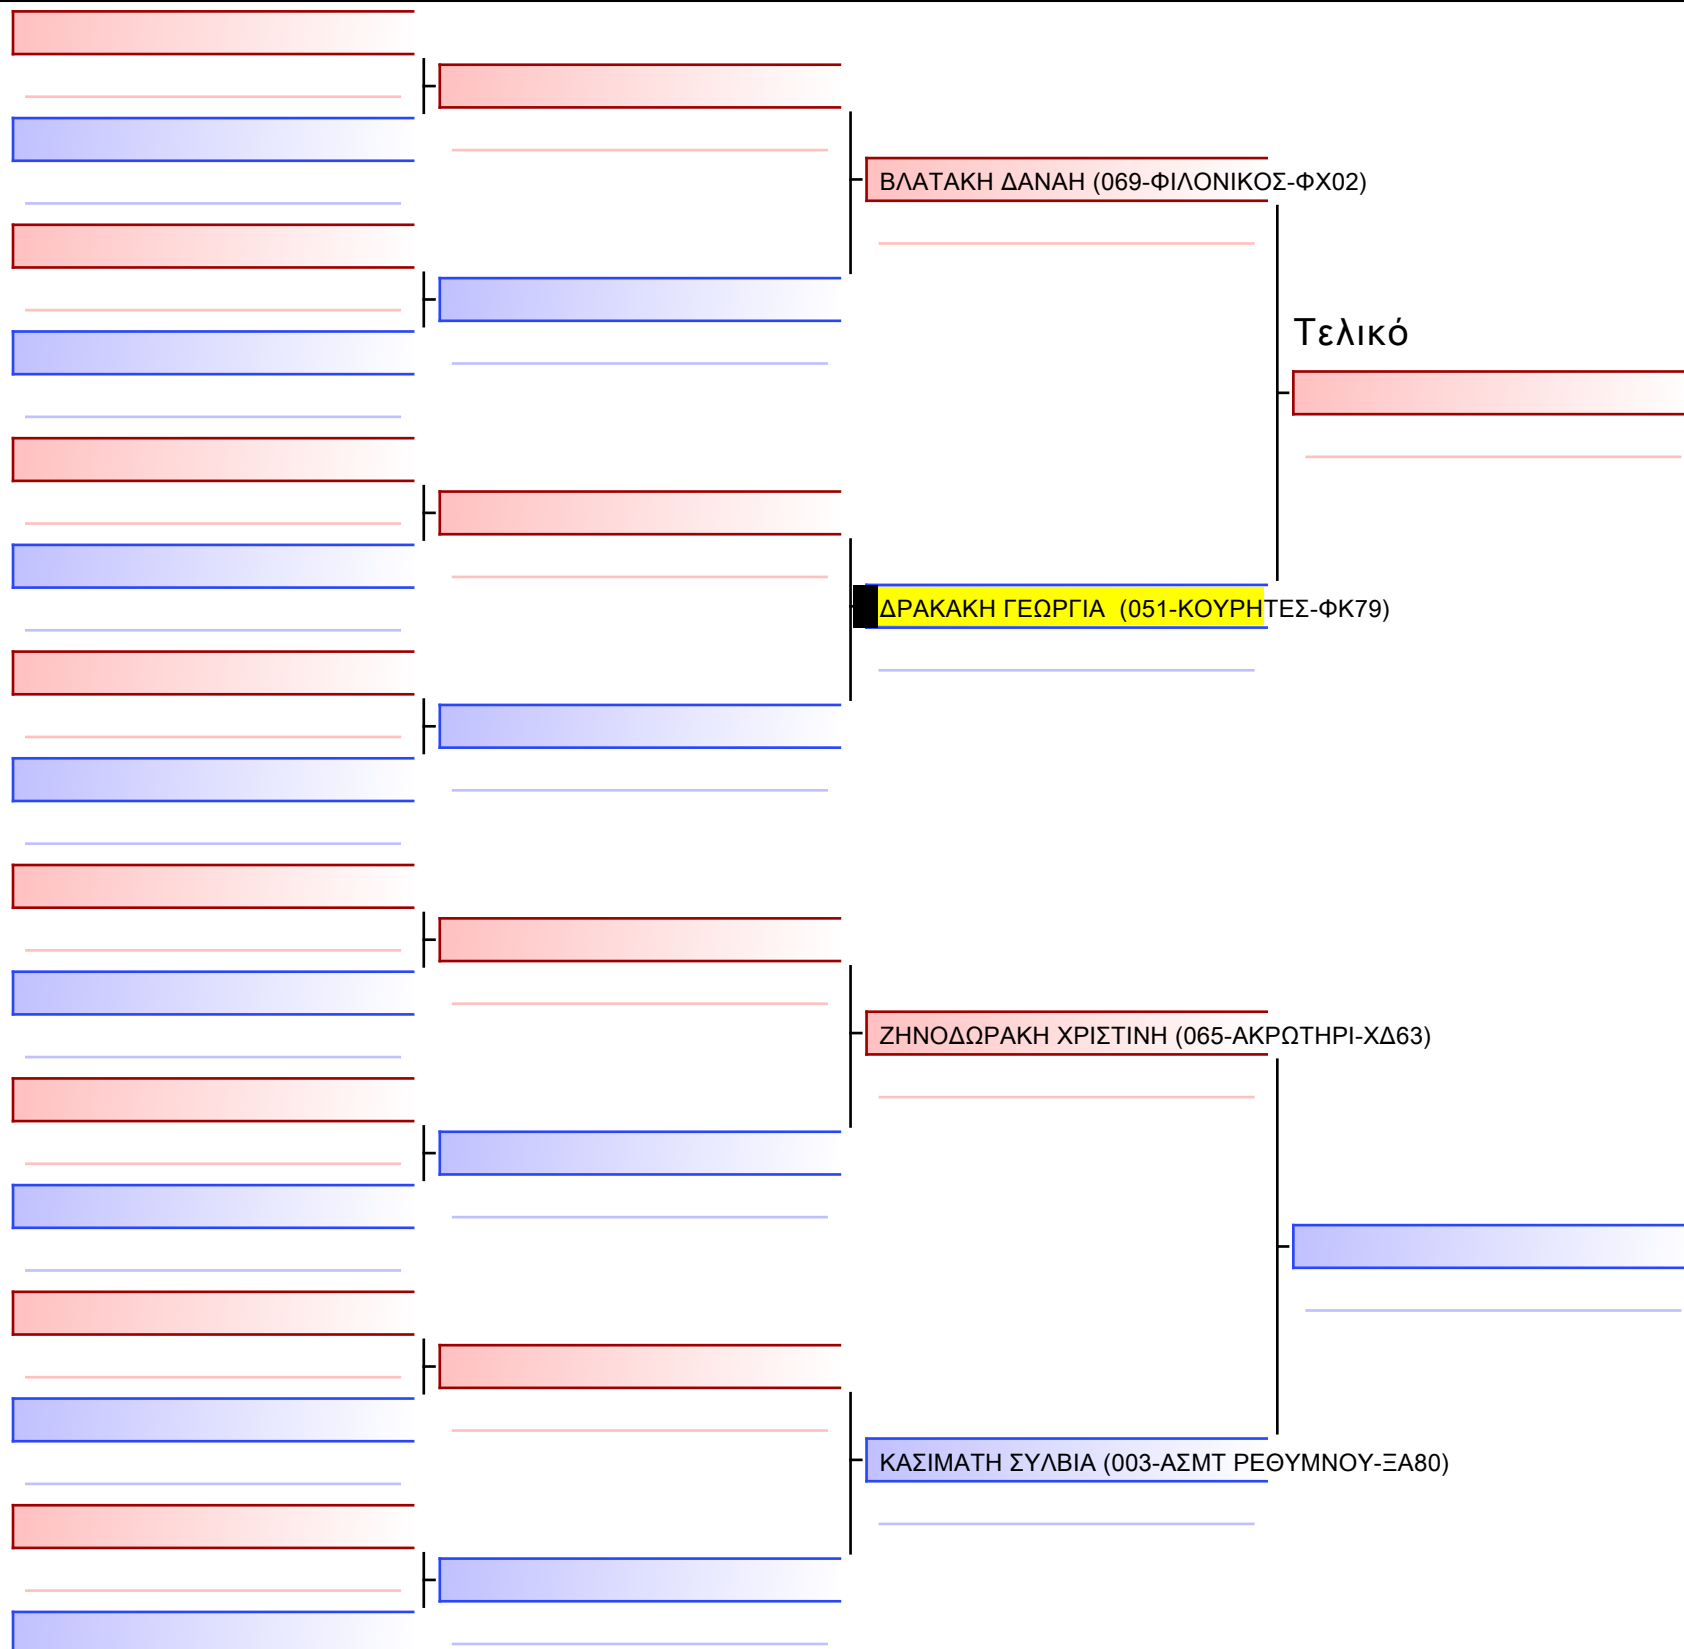 ΒΛΑΤΑΚΗ ΔΑΝΑΗ (069-ΦΙΛΟΝΙΚΟΣ-ΦΧ02)
Τελικό
ΔΡΑΚΑΚΗ ΓΕΩΡΓΙΑ  (051-ΚΟΥΡΗΤΕΣ-ΦΚ79)
ΖΗΝΟΔΩΡΑΚΗ ΧΡΙΣΤΙΝΗ (065-ΑΚΡΩΤΗΡΙ-ΧΔ63)
ΚΑΣΙΜΑΤΗ ΣΥΛΒΙΑ (003-ΑΣΜΤ ΡΕΘΥΜΝΟΥ-ΞΑ80)